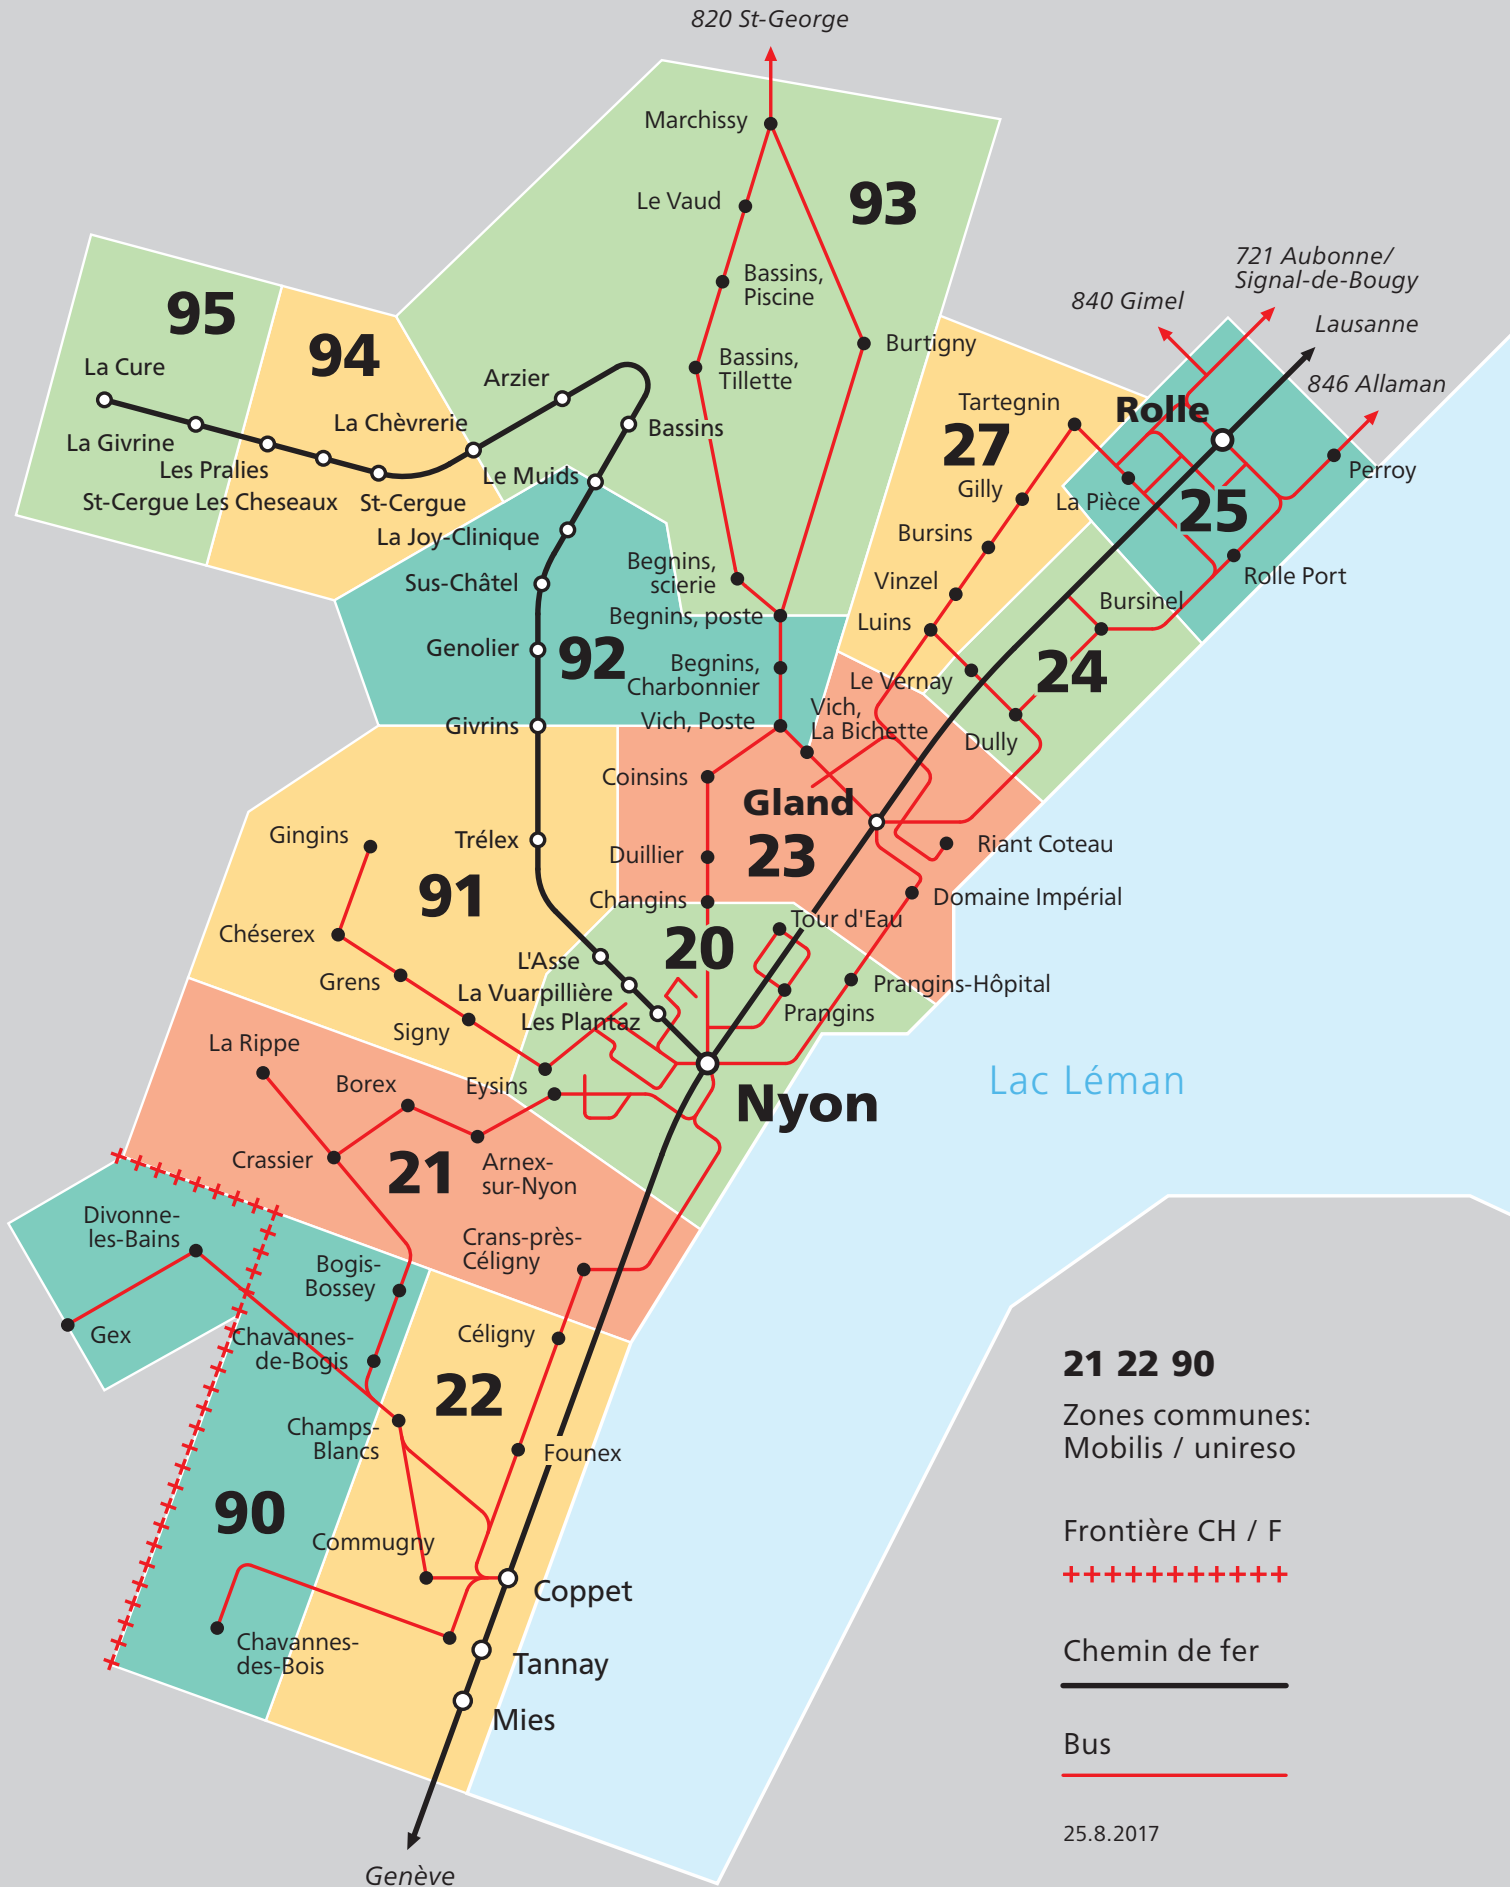 820 St-George
Marchissy
Le Vaud
93
Bassins,
Piscine
721 Aubonne/
Signal-de-Bougy
840 Gimel
Lausanne
95
94
Burtigny
La Cure
Arzier
Bassins,
Tillette
846 Allaman
La Chèvrerie
Tartegnin
Rolle
La Givrine
Bassins
27
Les Pralies
Le Muids
Perroy
St-Cergue Les Cheseaux
St-Cergue
Gilly
La Pièce
25
La Joy-Clinique
Bursins
Begnins,
scierie
Sus-Châtel
Vinzel
Rolle Port
Begnins, poste
Luins
Bursinel
Genolier
92
Begnins,
Charbonnier
Le Vernay
24
Givrins
Vich, Poste
Vich,
La Bichette
Dully
Coinsins
Gland
Gingins
Trélex
Duillier
23
Riant Coteau
91
Changins
Domaine Impérial
Tour d'Eau
Chéserex
20
L'Asse
Grens
La Vuarpillière
Prangins-Hôpital
Signy
Les Plantaz
Prangins
La Rippe
Borex
Eysins
Nyon
Lac Léman
Crassier
21
Arnex-
sur-Nyon
Divonne-
les-Bains
Crans-près-
Céligny
Bogis-
Bossey
Gex
Chavannes-
de-Bogis
Céligny
22
Champs-
Blancs
Founex
90
Commugny
Coppet
Chavannes-
des-Bois
Tannay
Mies
Genève
21 22 90
Zones communes:
Mobilis / unireso
Frontière CH / F
Chemin de fer
Bus
25.8.2017